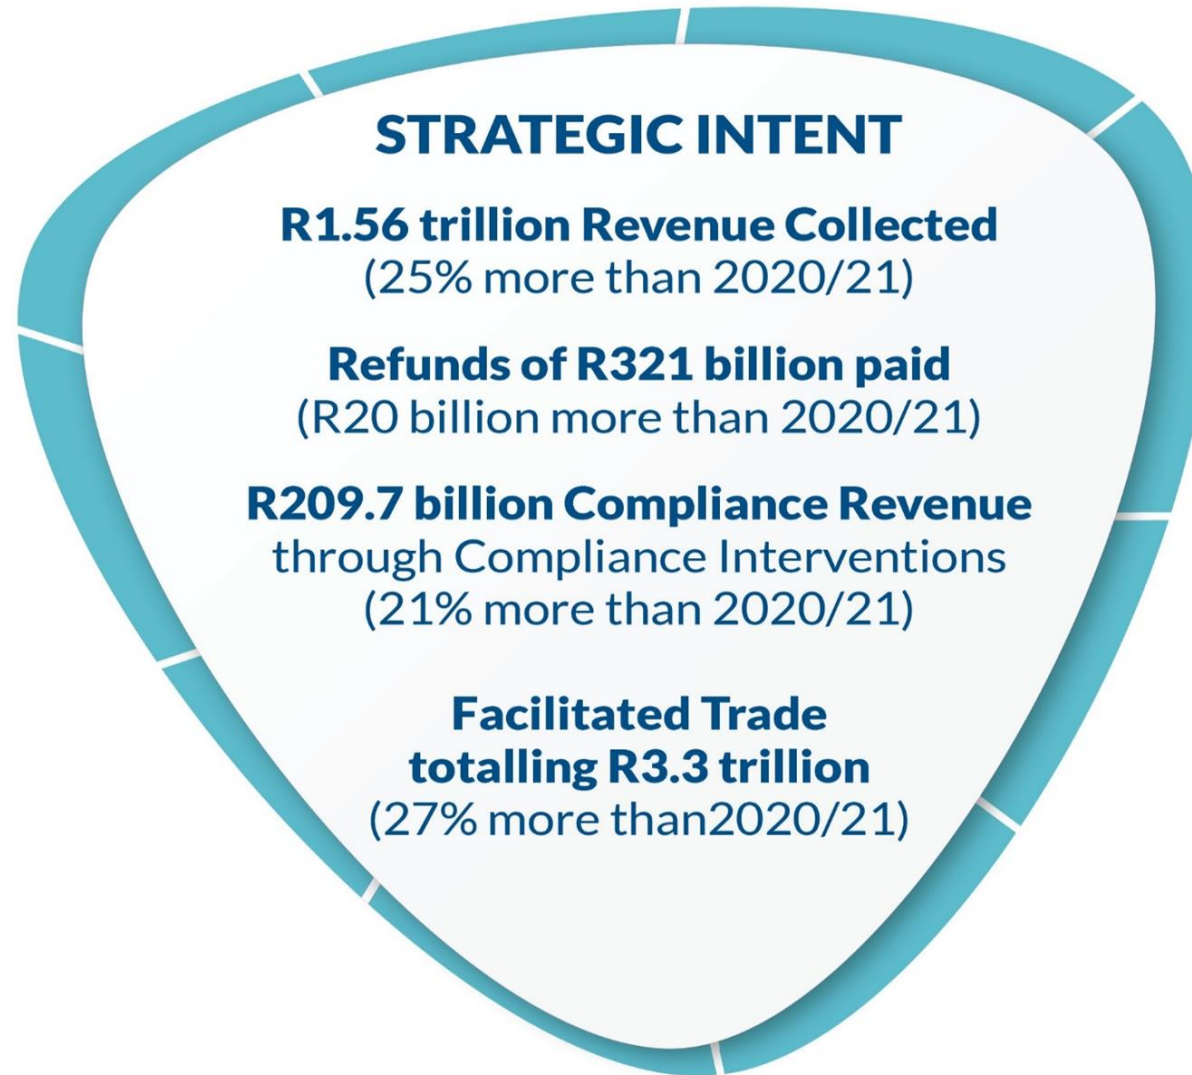 STRATEGIC INTENT
R1.56 trillion Revenue Collected
(25% more than 2020/21)
Refunds of R321 billion paid
(R20 billion more than 2020/21)
R209.7 billion Compliance Revenue
through Compliance Interventions
(21% more than 2020/21)
Facilitated Trade
totalling R3.3 trillion
(27% more than2020/21)